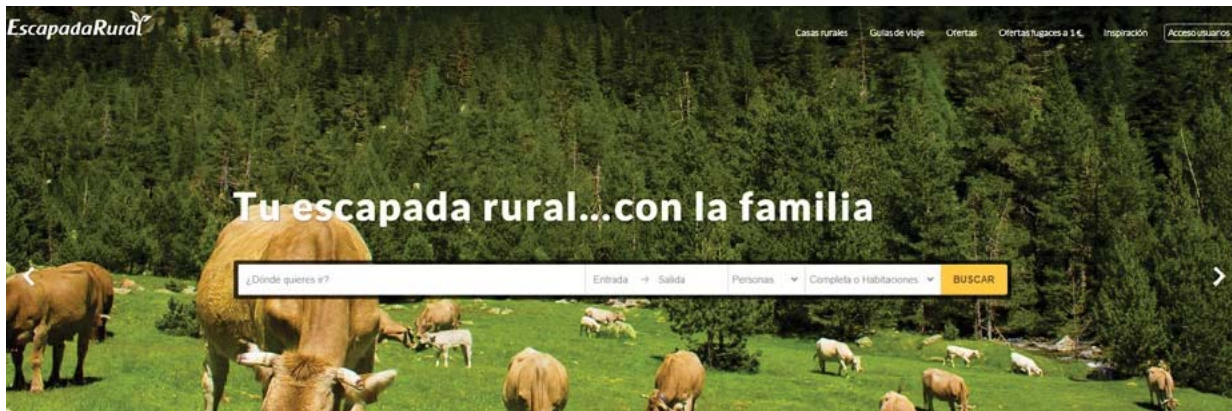 EscapadaRural
Casas rurales Guías de viaje Ofertas Ofertas fugaces a 1 € Inspiración Acceso usuarios
Tu escapada rural...con la familia
¿Dónde quieres ir? Entrada → Salida Personas Completa o Habitaciones BUSCAR